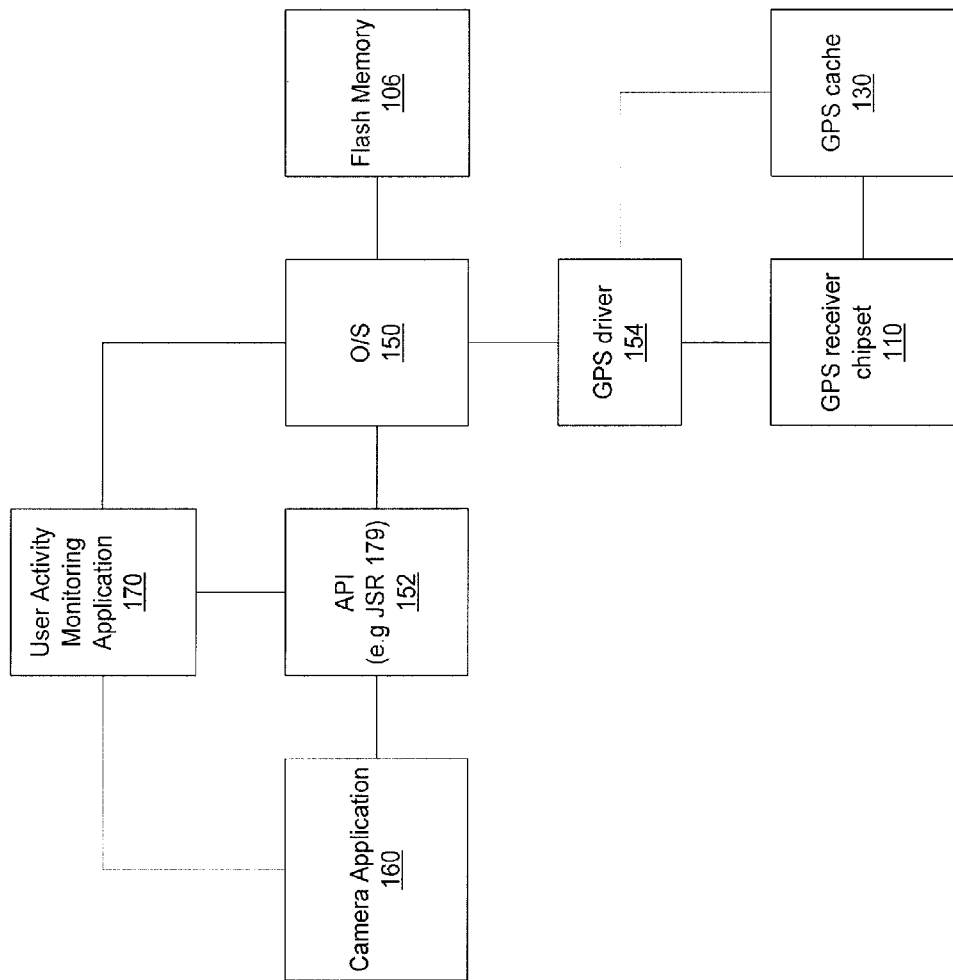 User Activity
Monitoring
Application
170
Camera Application
160
API
(e.g JSR 179)
152
O/S
150
Flash Memory
106
GPS driver
154
GPS receiver
chipset
110
GPS cache
130